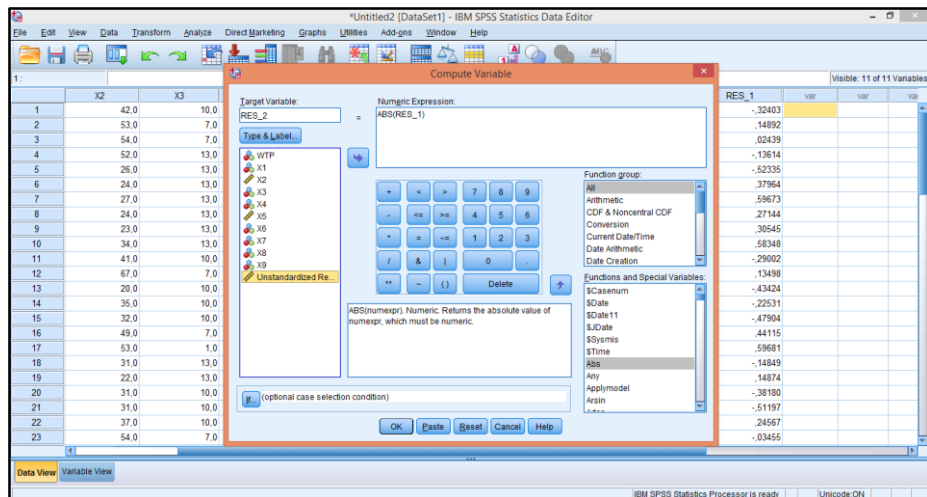 *Untitled2 [DataSet1] - IBM SPSS Statistics Data Editor
File Edit View Data Transform Analyze Direct Marketing Graphs Utilities Add-ons Window Help
1 :
Visible: 11 of 11 Variables
X2 X3 RES_1 var var
1 42,0 10,0 -,32403
2 53,0 7,0 ,14892
3 54,0 7,0 ,02439
4 52,0 13,0 -,13614
5 26,0 13,0 -,52335
6 24,0 13,0 ,37964
7 27,0 13,0 ,59673
8 24,0 13,0 ,27144
9 23,0 13,0 ,30545
10 34,0 13,0 ,58348
11 41,0 10,0 -,29002
12 67,0 7,0 ,13498
13 20,0 10,0 -,43424
14 35,0 10,0 -,22531
15 32,0 10,0 -,47904
16 49,0 7,0 ,44115
17 53,0 1,0 ,59681
18 31,0 13,0 -,14849
19 22,0 13,0 ,14874
20 31,0 10,0 -,38180
21 31,0 10,0 -,51197
22 37,0 10,0 ,24567
23 54,0 7,0 -,03455
Compute Variable
Target Variable:
RES_2
=
Numeric Expression:
ABS(RES_1)
Type & Label...
WTP
X1
X2
X3
X4
X5
X6
X7
X8
X9
Unstandardized Re...
+ < > 7 8 9
- <= >= 4 5 6
* = ~= 1 2 3
/ & | 0 .
** ~ ( ) Delete
Function group:
All
Arithmetic
CDF & Noncentral CDF
Conversion
Current Date/Time
Date Arithmetic
Date Creation
Functions and Special Variables:
$Casenum
$Date
$Date11
$JDate
$Sysmis
$Time
Abs
Any
Applymodel
Arsin
ABS(numexpr). Numeric. Returns the absolute value of
numexpr, which must be numeric.
If... (optional case selection condition)
OK Paste Reset Cancel Help
Data View Variable View
IBM SPSS Statistics Processor is ready Unicode:ON